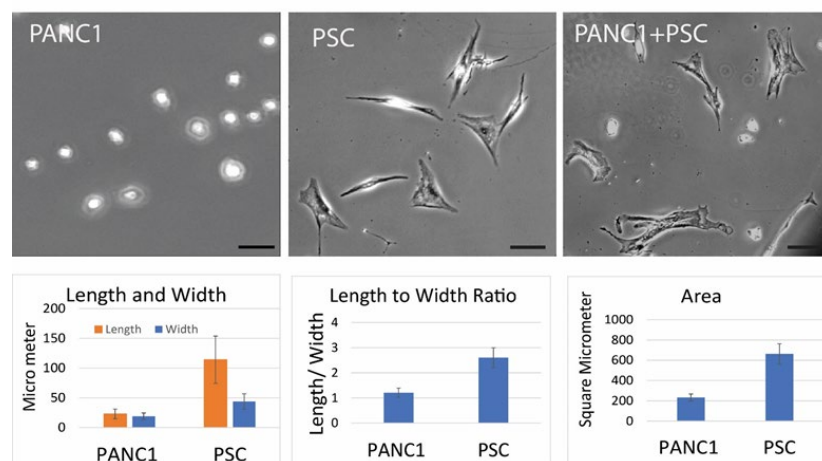 PANC1
PSC
PANC1+PSC
Length and Width
200
150
100
50
0
Micro meter
Length
Width
PANC1
PSC
Length to Width Ratio
4
3
2
1
0
Length/ Width
PANC1
PSC
Area
1000
800
600
400
200
0
Square Micrometer
PANC1
PSC